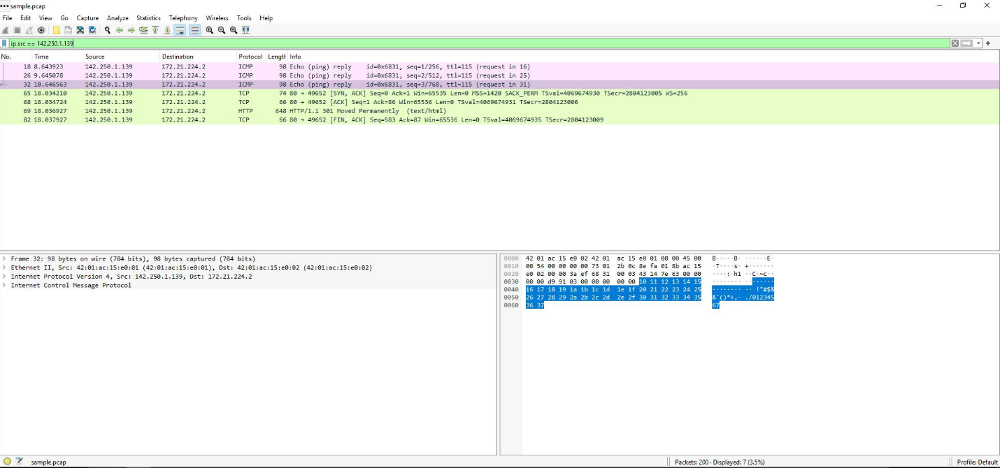 sample.pcap
File Edit View Go Capture Analyze Statistics Telephony Wireless Tools Help
ip.src == 142.250.1.139
No. Time Source Destination Protocol Length Info
18 8.643923 142.250.1.139 172.21.224.2 ICMP 98 Echo (ping) reply id=0x6831, seq=1/256, ttl=115 (request in 16)
26 9.645078 142.250.1.139 172.21.224.2 ICMP 98 Echo (ping) reply id=0x6831, seq=2/512, ttl=115 (request in 25)
32 10.646563 142.250.1.139 172.21.224.2 ICMP 98 Echo (ping) reply id=0x6831, seq=3/768, ttl=115 (request in 31)
65 18.034210 142.250.1.139 172.21.224.2 TCP 74 80 → 49652 [SYN, ACK] Seq=0 Ack=1 Win=65535 Len=0 MSS=1420 SACK_PERM TSval=4069674930 TSecr=2804123005 WS=256
68 18.034724 142.250.1.139 172.21.224.2 TCP 66 80 → 49652 [ACK] Seq=1 Ack=86 Win=65536 Len=0 TSval=4069674931 TSecr=2804123006
69 18.036927 142.250.1.139 172.21.224.2 HTTP 648 HTTP/1.1 301 Moved Permanently (text/html)
82 18.037927 142.250.1.139 172.21.224.2 TCP 66 80 → 49652 [FIN, ACK] Seq=583 Ack=87 Win=65536 Len=0 TSval=4069674935 TSecr=2804123009
Frame 32: 98 bytes on wire (784 bits), 98 bytes captured (784 bits)
Ethernet II, Src: 42:01:ac:15:e0:01 (42:01:ac:15:e0:01), Dst: 42:01:ac:15:e0:02 (42:01:ac:15:e0:02)
Internet Protocol Version 4, Src: 142.250.1.139, Dst: 172.21.224.2
Internet Control Message Protocol
0000 42 01 ac 15 e0 02 42 01 ac 15 e0 01 08 00 45 00 B·····B· ······E·
0010 00 54 00 00 00 00 73 01 2b 0c 8e fa 01 8b ac 15 ·T····s· +·······
0020 e0 02 00 00 3a ef 68 31 00 03 43 14 7e 63 00 00 ····:·h1 ··C·~c··
0030 00 00 d9 91 03 00 00 00 00 00 10 11 12 13 14 15 ········ ········
0040 16 17 18 19 1a 1b 1c 1d 1e 1f 20 21 22 23 24 25 ········ ·· !"#$%
0050 26 27 28 29 2a 2b 2c 2d 2e 2f 30 31 32 33 34 35 &'()*+,- ./012345
0060 36 37 67
sample.pcap Packets: 200 · Displayed: 7 (3.5%) Profile: Default